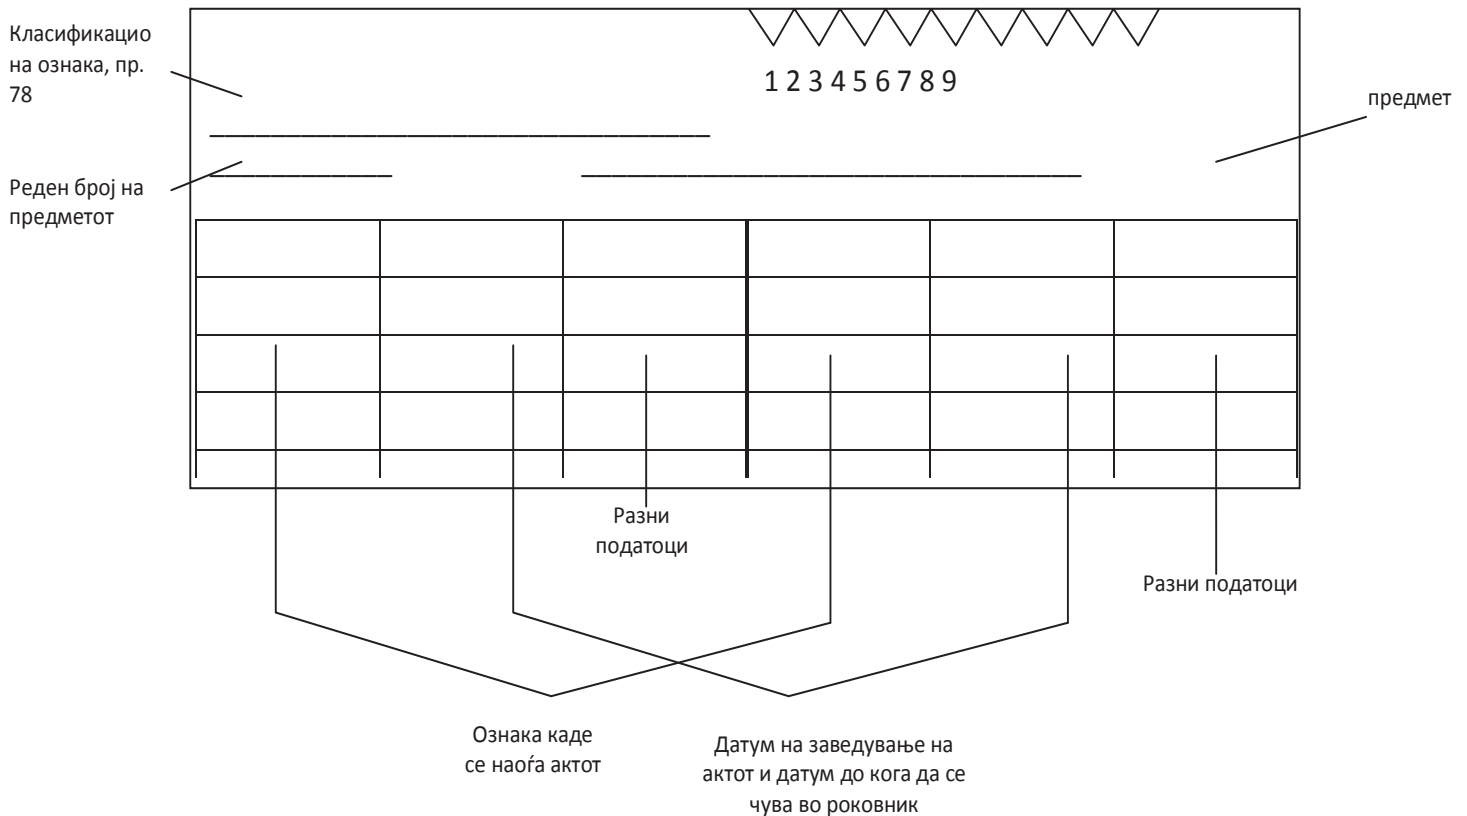 Класификацио
на ознака, пр.
78
1 2 3 4 5 6 7 8 9
предмет
Реден број на
предметот
Разни
податоци
Разни податоци
Ознака каде
се наоѓа актот
Датум на заведување на
актот и датум до кога да се
чува во роковник